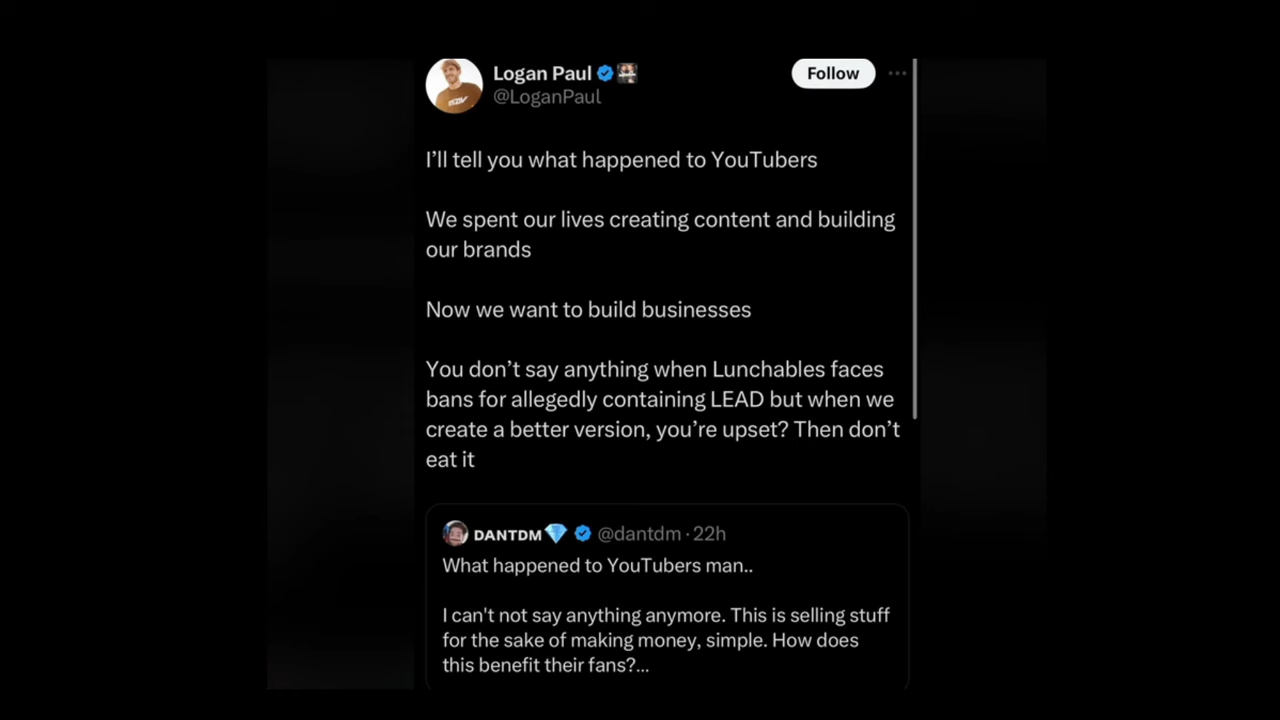 Logan Paul
Follow
@LoganPaul
I'll tell you what happened to YouTubers
We spent our lives creating content and building
our brands
Now we want to build businesses
You don't say anything when Lunchables faces
bans for allegedly containing LEAD but when we
create a better version, you're upset? Then don't
eat it
DANTDM💎 @dantdm · 22h
What happened to YouTubers man..
I can't not say anything anymore. This is selling stuff
for the sake of making money, simple. How does
this benefit their fans?...